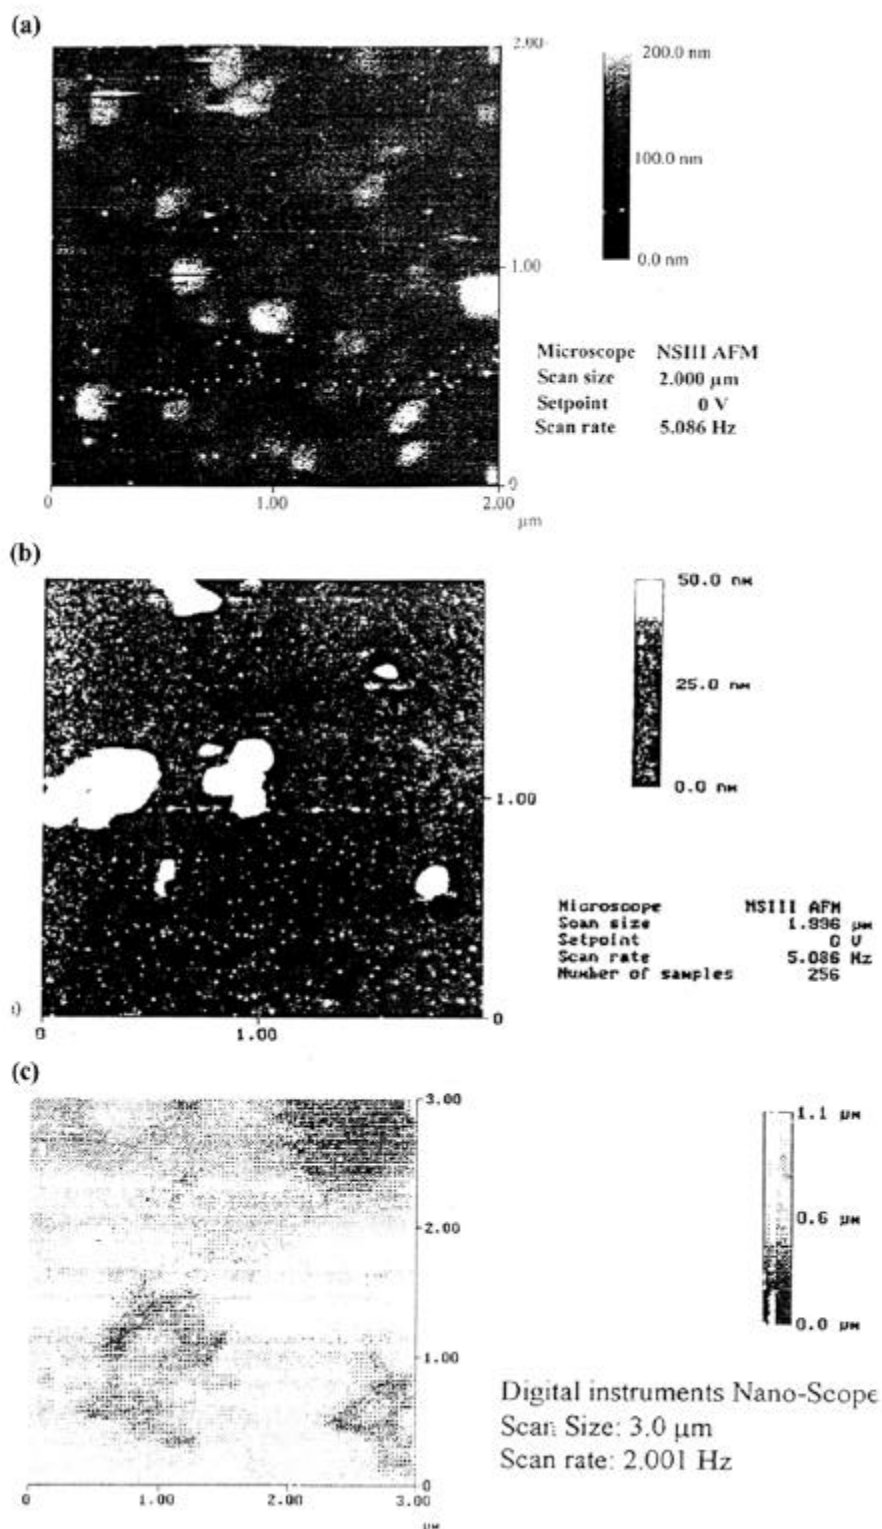 (a)
2.00
200.0 nm
100.0 nm
0.0 nm
1.00
Microscope NSIII AFM
Scan size 2.000 μm
Setpoint 0 V
Scan rate 5.086 Hz
0
0 1.00 2.00
μm
(b)
50.0 nm
25.0 nm
0.0 nm
1.00
Microscope NSIII AFM
Scan size 1.996 μm
Setpoint 0 V
Scan rate 5.086 Hz
Number of samples 256
0
0 1.00
(c)
3.00
1.1 μm
2.00
0.6 μm
0.0 μm
1.00
Digital instruments Nano-Scope
Scan Size: 3.0 μm
Scan rate: 2.001 Hz
0
0 1.00 2.00 3.00
μm